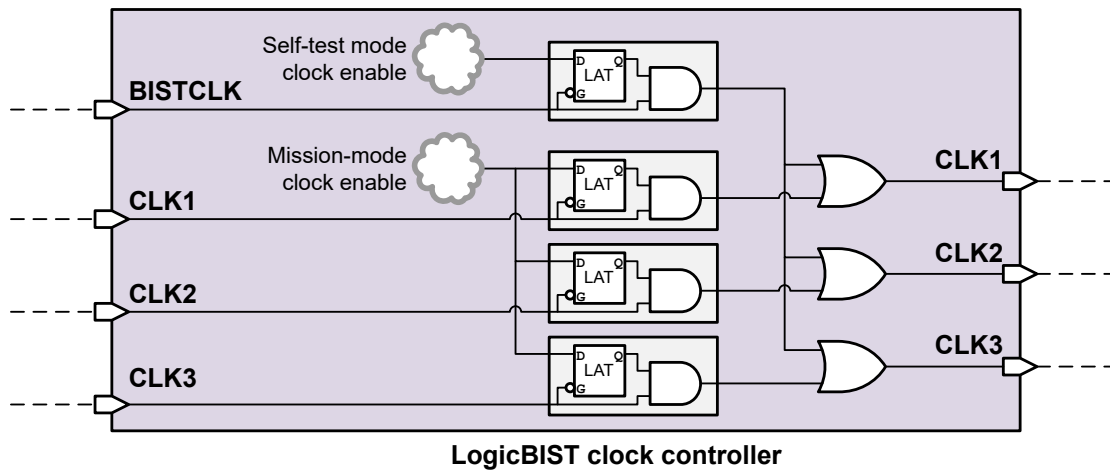 Self-test mode
clock enable
D
Q
LAT
G
BISTCLK
Mission-mode
clock enable
D
Q
LAT
G
CLK1
CLK1
D
Q
LAT
G
CLK2
CLK2
D
Q
LAT
G
CLK3
CLK3
LogicBIST clock controller